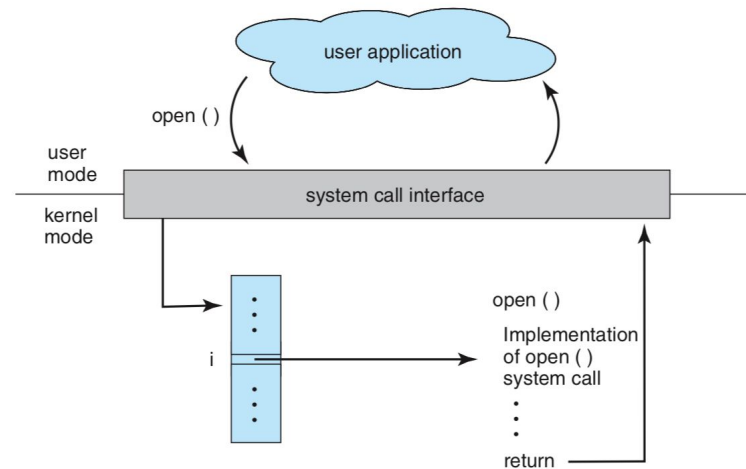 user application
open ( )
user
mode
system call interface
kernel
mode
open ( )
i
Implementation
of open ( )
system call
return